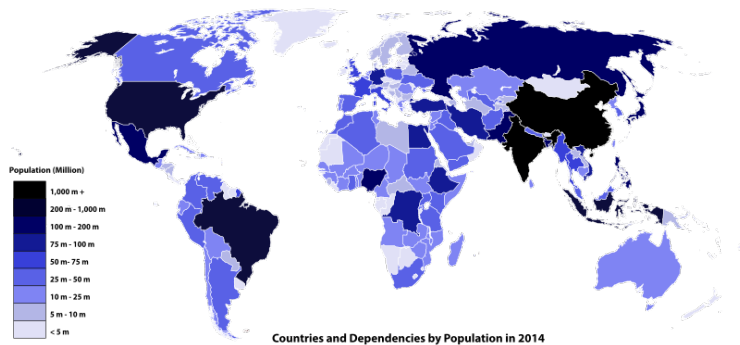 Population (Million)
1,000 m +
200 m - 1,000 m
100 m - 200 m
75 m - 100 m
50 m- 75 m
25 m - 50 m
10 m - 25 m
5 m - 10 m
< 5 m
Countries and Dependencies by Population in 2014